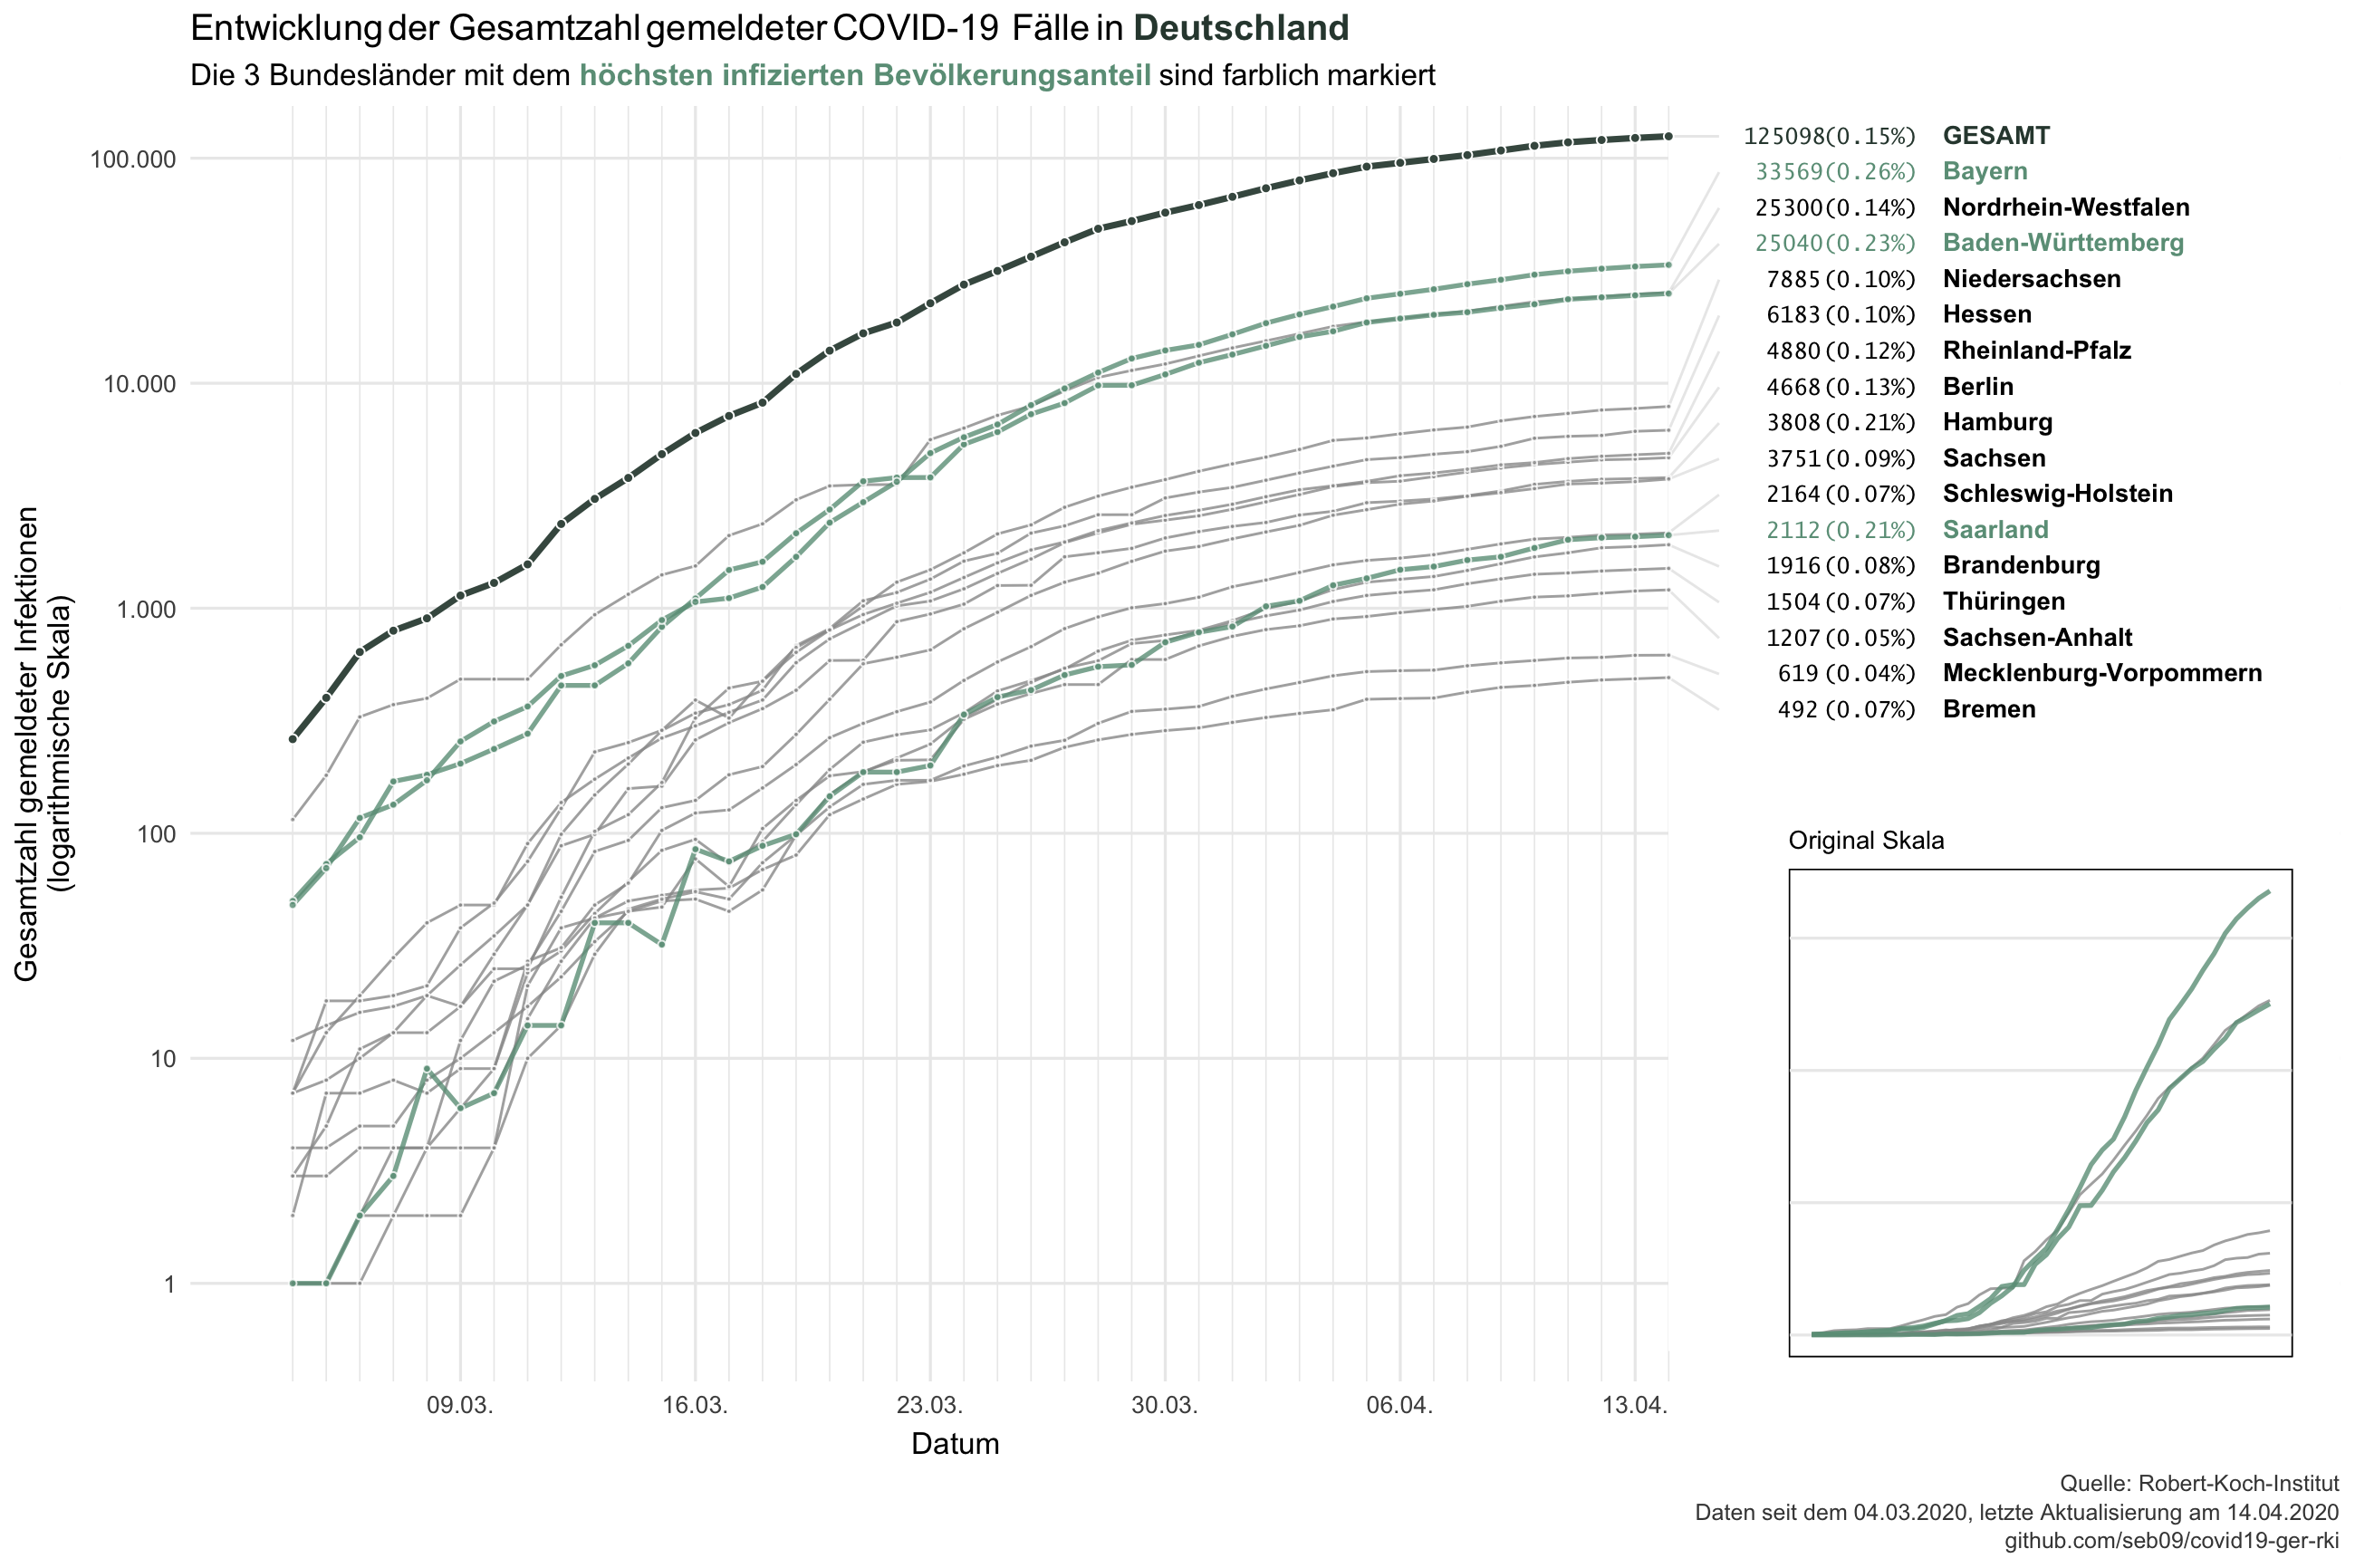 Entwicklung der Gesamtzahl gemeldeter COVID-19 Fälle in Deutschland
Die 3 Bundesländer mit dem höchsten infizierten Bevölkerungsanteil sind farblich markiert
Gesamtzahl gemeldeter Infektionen
(logarithmische Skala)
100.000
10.000
1.000
100
10
1
09.03.
16.03.
23.03.
30.03.
06.04.
13.04.
Datum
125098(0.15%) GESAMT
33569(0.26%) Bayern
25300(0.14%) Nordrhein-Westfalen
25040(0.23%) Baden-Württemberg
7885(0.10%) Niedersachsen
6183(0.10%) Hessen
4880(0.12%) Rheinland-Pfalz
4668(0.13%) Berlin
3808(0.21%) Hamburg
3751(0.09%) Sachsen
2164(0.07%) Schleswig-Holstein
2112(0.21%) Saarland
1916(0.08%) Brandenburg
1504(0.07%) Thüringen
1207(0.05%) Sachsen-Anhalt
619(0.04%) Mecklenburg-Vorpommern
492(0.07%) Bremen
Original Skala
Quelle: Robert-Koch-Institut
Daten seit dem 04.03.2020, letzte Aktualisierung am 14.04.2020
github.com/seb09/covid19-ger-rki